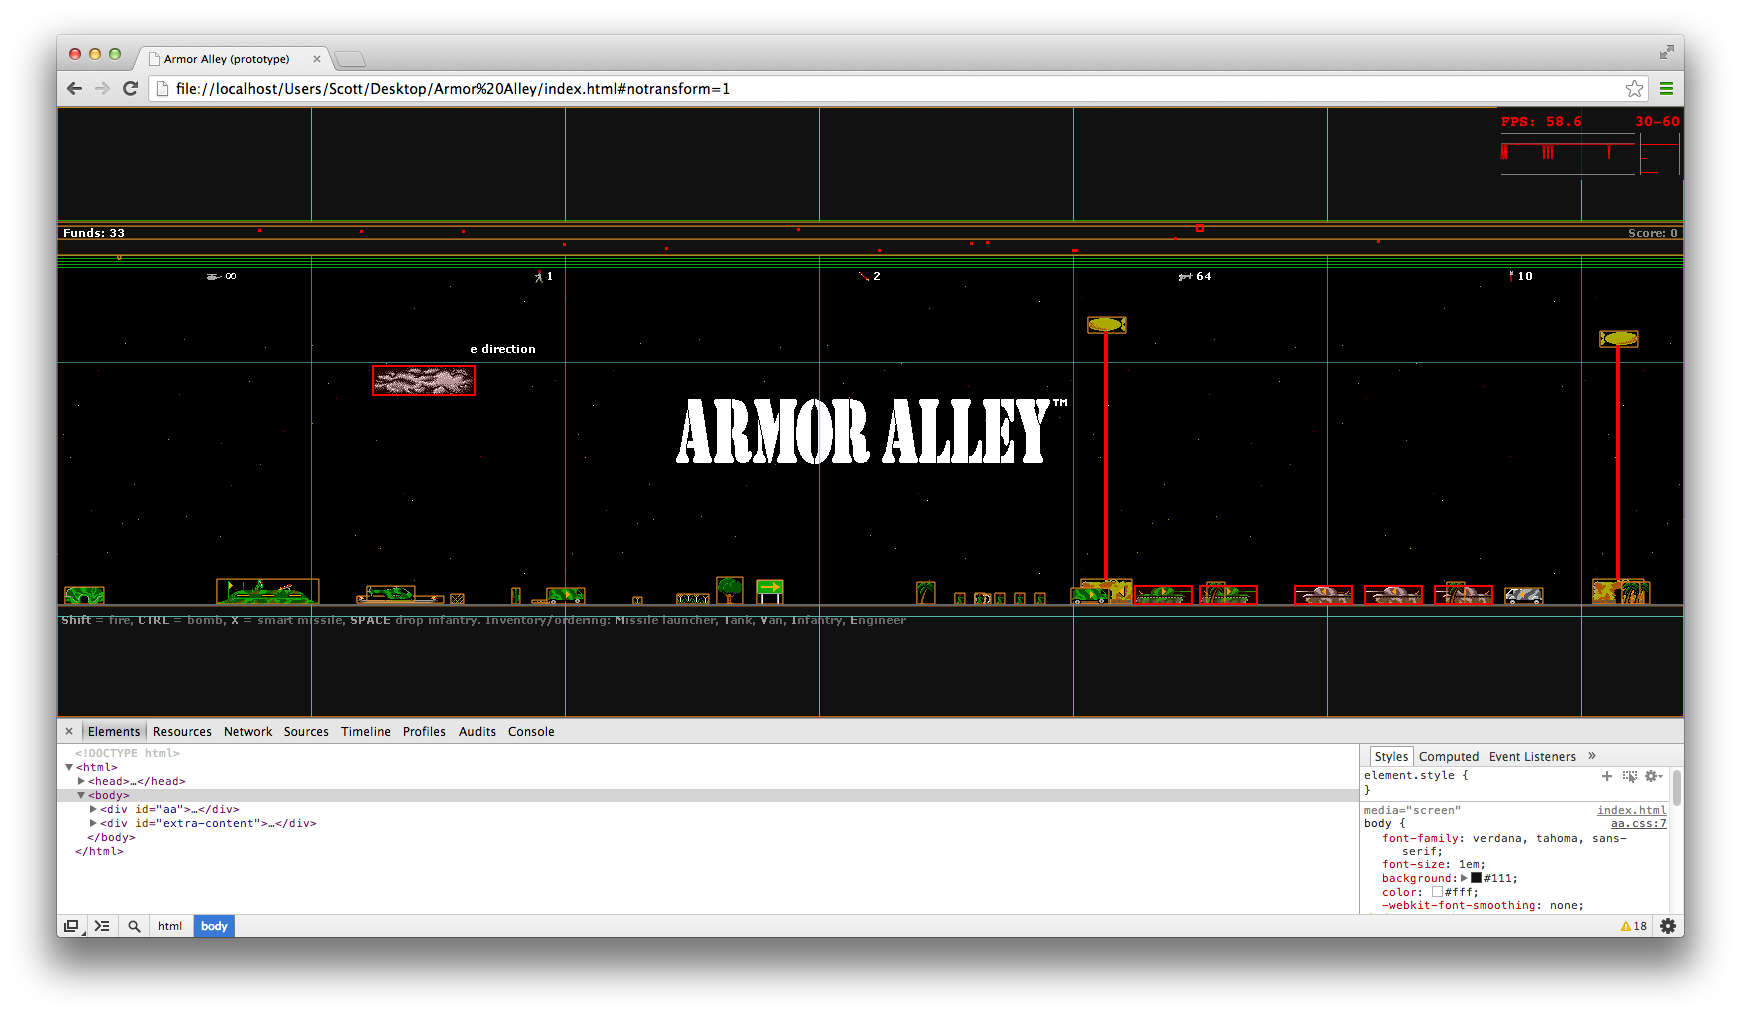 Armor Alley (prototype)
file://localhost/Users/Scott/Desktop/Armor%20Alley/index.html#notransform=1
FPS: 58.6 30-60
Funds: 33
Score: 0
∞ 1 2 64 10
e direction
ARMOR ALLEY™
Shift = fire, CTRL = bomb, X = smart missile, SPACE drop infantry. Inventory/ordering: Missile launcher, Tank, Van, Infantry, Engineer
× Elements Resources Network Sources Timeline Profiles Audits Console
<!DOCTYPE html>
▼<html>
▶<head>…</head>
▼<body>
▶<div id="aa">…</div>
▶<div id="extra-content">…</div>
</body>
</html>
Styles Computed Event Listeners »
element.style {
}
media="screen" index.html
body { aa.css:7
font-family: verdana, tahoma, sans-
serif;
font-size: 1em;
background:▶#111;
color: #fff;
-webkit-font-smoothing: none;
html body
18